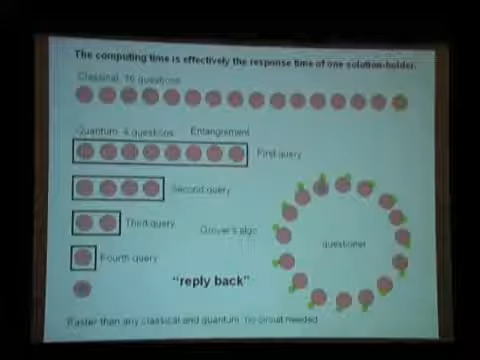 The computing time is effectively the response time of one solution-holder.
Classical, 16 questions
Quantum, 4 questions Entanglement
First query
Second query
Third query
Grover's algo
questioner
Fourth query
"reply back"
Faster than any classical and quantum, no circuit needed